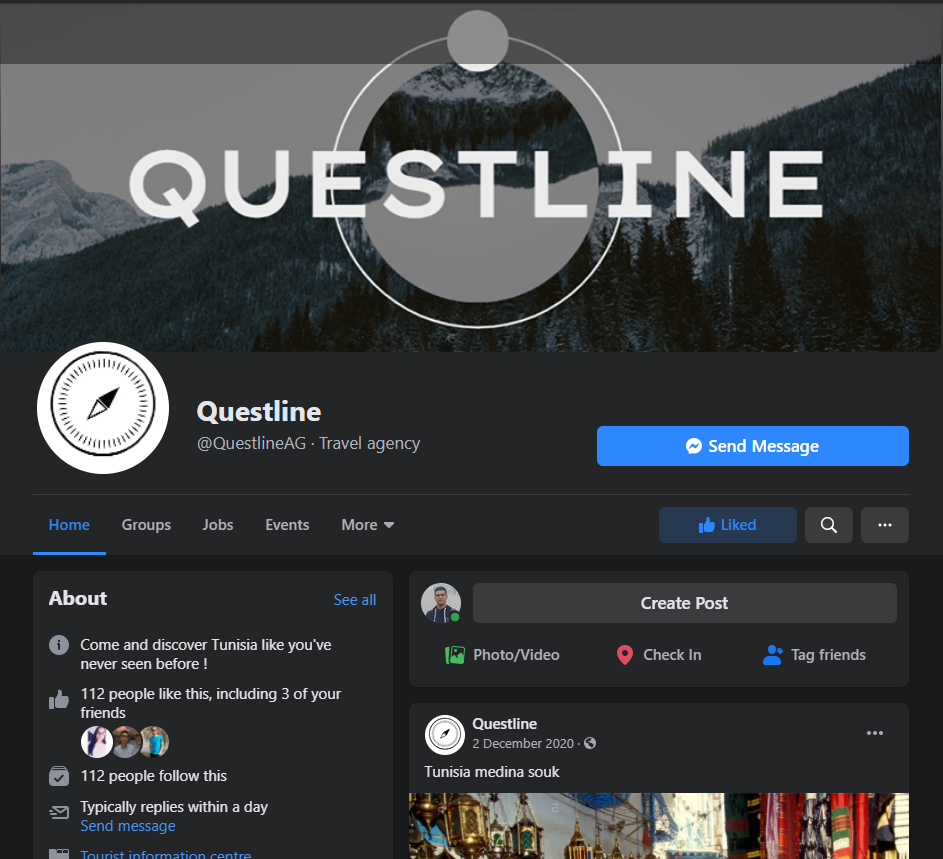 QUESTLINE
Questline
@QuestlineAG · Travel agency
Send Message
Home
Groups
Jobs
Events
More
Liked
About
See all
Come and discover Tunisia like you've
never seen before !
112 people like this, including 3 of your
friends
112 people follow this
Typically replies within a day
Send message
Tourist information centre
Create Post
Photo/Video
Check In
Tag friends
Questline
2 December 2020 ·
Tunisia medina souk